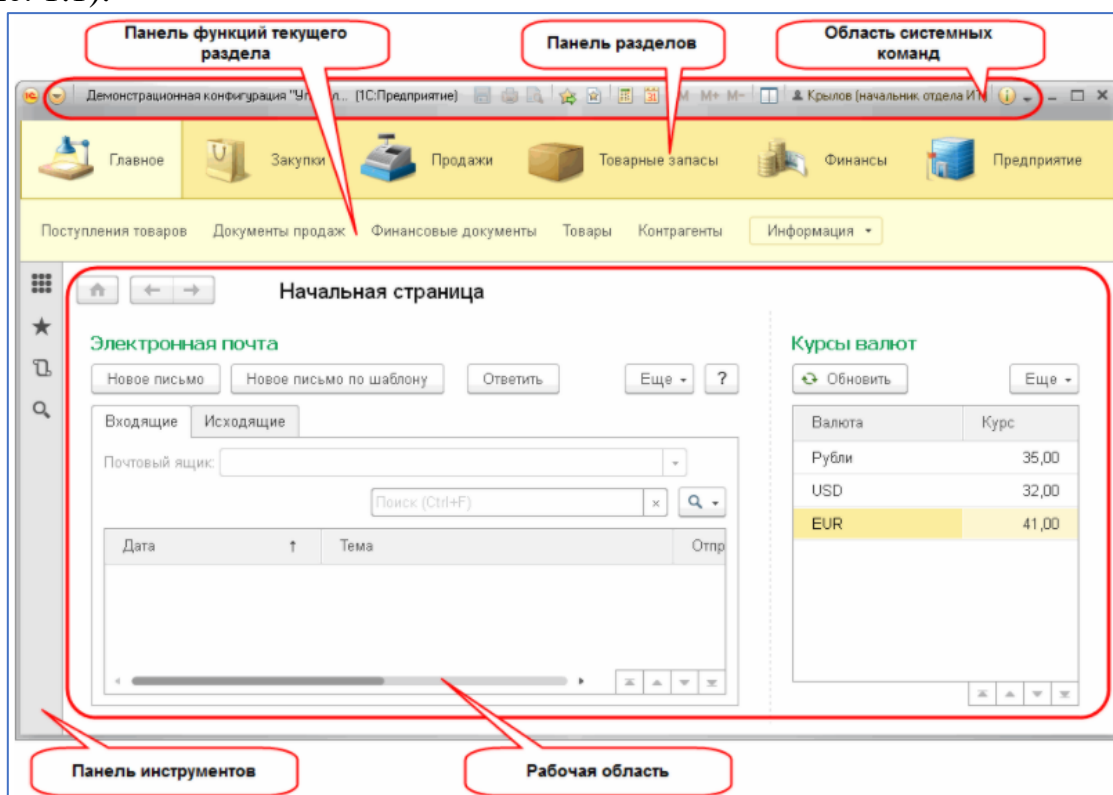 1.1).
Панель функций текущего
раздела
Панель разделов
Область системных
команд
Демонстрационная конфигурация (1С:Предприятие) M+ M- Крылов (начальник отдела ИТ)
Главное Закупки Продажи Товарные запасы Финансы Предприятие
Поступления товаров Документы продаж Финансовые документы Товары Контрагенты Информация
Начальная страница
Электронная почта
Новое письмо Новое письмо по шаблону Ответить Еще ?
Входящие Исходящие
Почтовый ящик:
Поиск (Ctrl+F) ×
Дата ↑ Тема Отпр
Курсы валют
Обновить Еще
Валюта Курс
Рубли 35,00
USD 32,00
EUR 41,00
Панель инструментов
Рабочая область